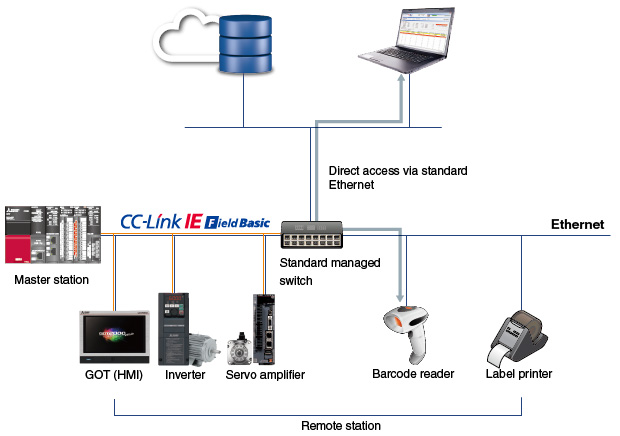 Direct access via standard
Ethernet
CC-Link IE Field Basic
Ethernet
Master station
Standard managed
switch
GOT2000
GOT (HMI)
Inverter
Servo amplifier
Barcode reader
Label printer
Remote station